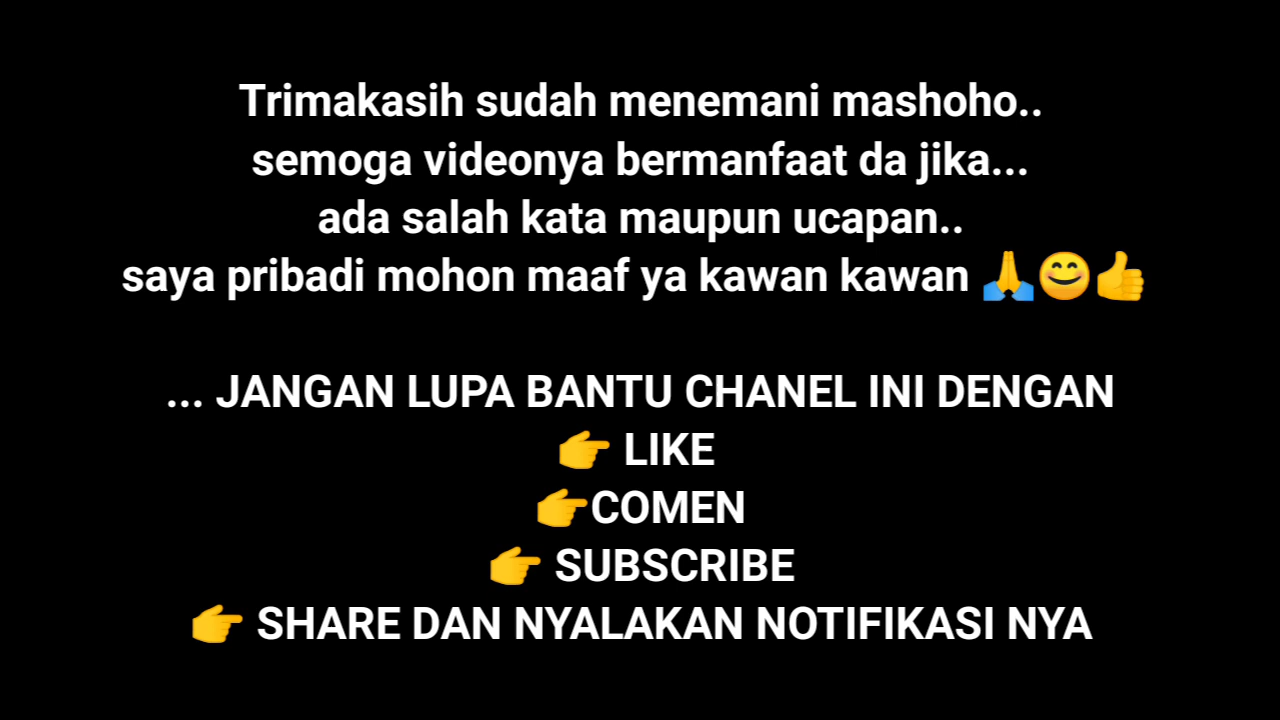 Trimakasih sudah menemani mashoho..
semoga videonya bermanfaat da jika...
ada salah kata maupun ucapan..
saya pribadi mohon maaf ya kawan kawan 🙏😊👍
... JANGAN LUPA BANTU CHANEL INI DENGAN
👉 LIKE
👉COMEN
👉 SUBSCRIBE
👉 SHARE DAN NYALAKAN NOTIFIKASI NYA